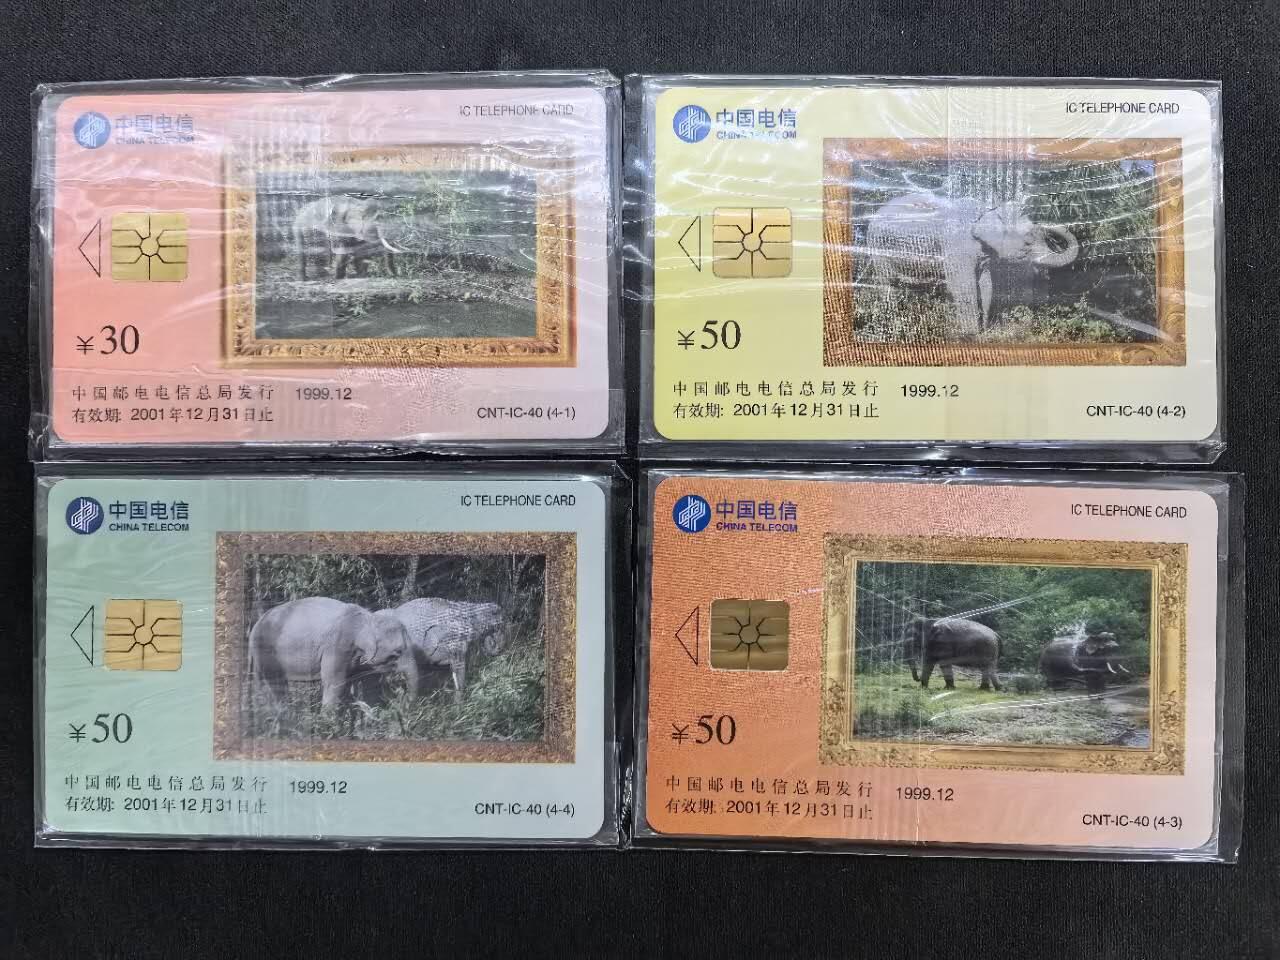 中国电信
CHINA TELECOM
IC TELEPHONE CARD
¥30
中国邮电电信总局发行 1999.12
有效期: 2001年12月31日止
CNT-IC-40 (4-1)
中国电信
CHINA TELECOM
IC TELEPHONE CARD
¥50
中国邮电电信总局发行 1999.12
有效期: 2001年12月31日止
CNT-IC-40 (4-2)
中国电信
CHINA TELECOM
IC TELEPHONE CARD
¥50
中国邮电电信总局发行 1999.12
有效期: 2001年12月31日止
CNT-IC-40 (4-4)
中国电信
CHINA TELECOM
IC TELEPHONE CARD
¥50
中国邮电电信总局发行 1999.12
有效期: 2001年12月31日止
CNT-IC-40 (4-3)